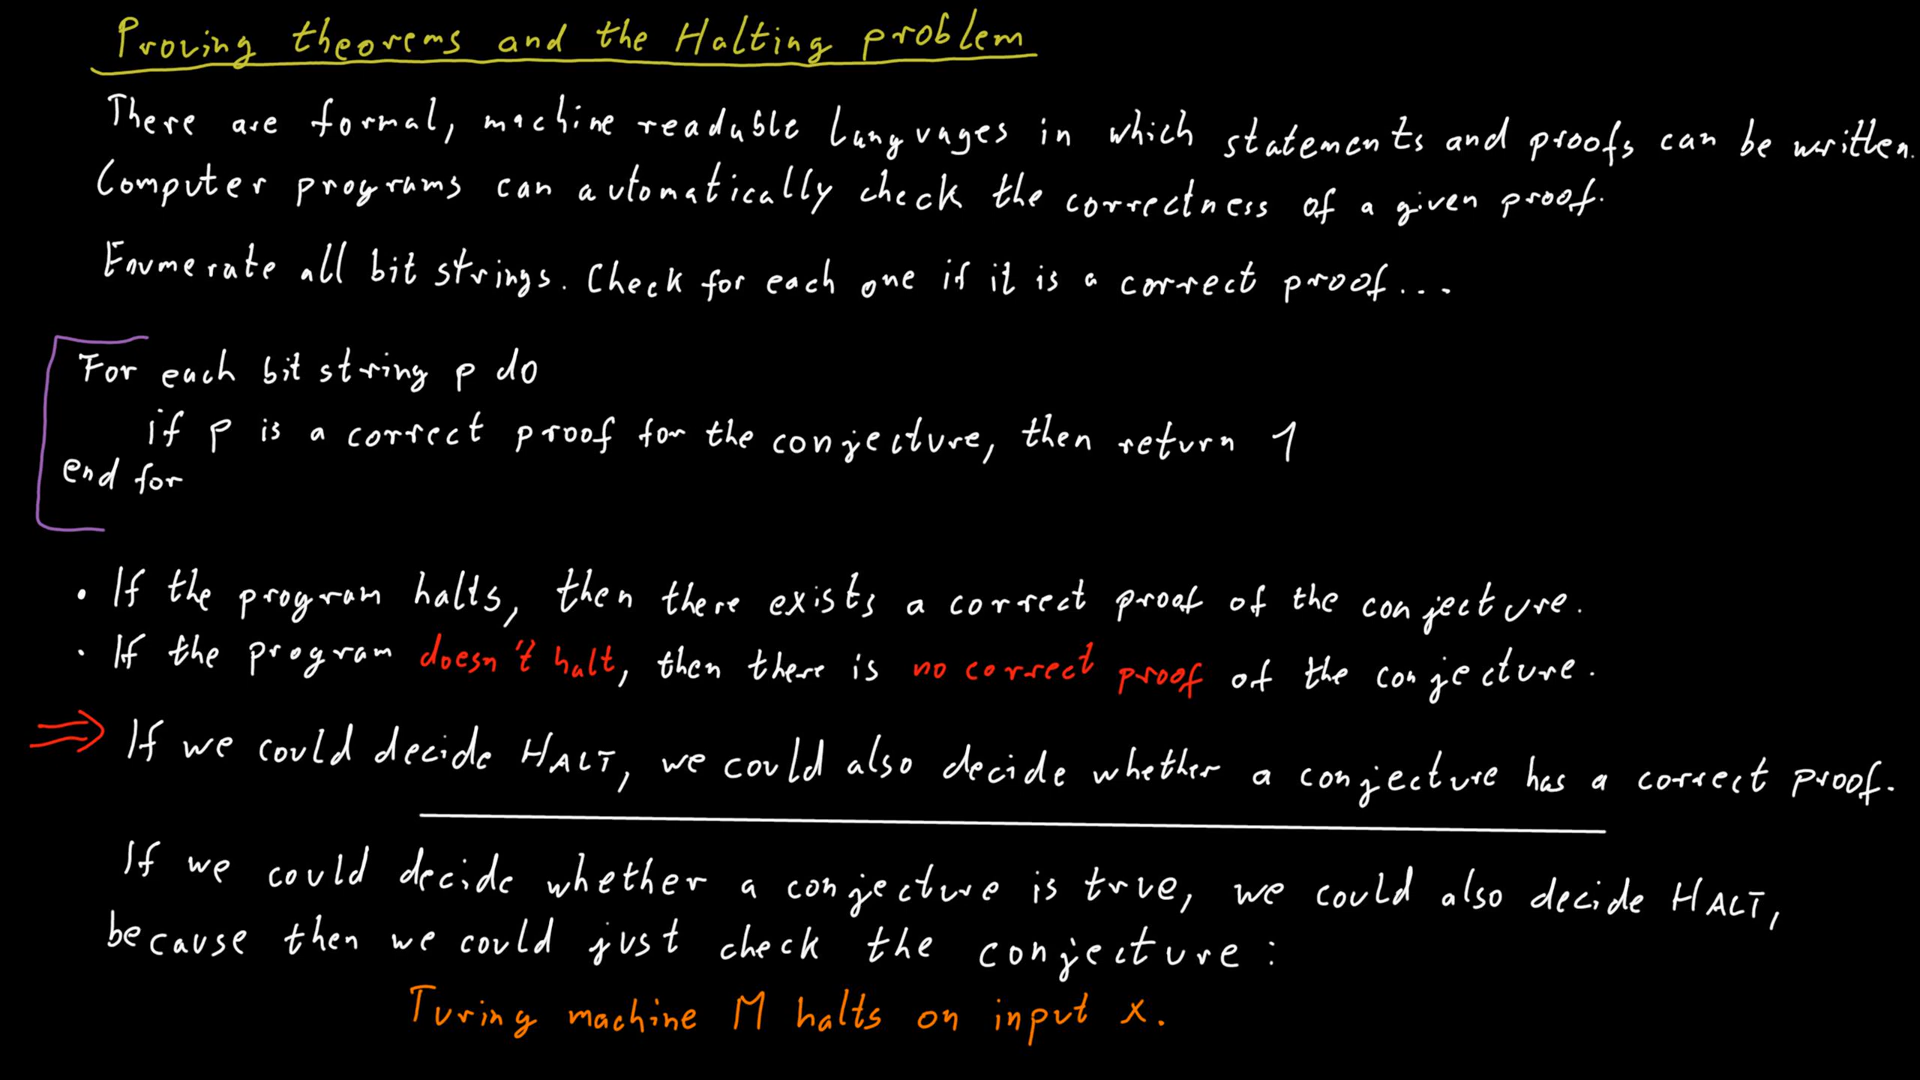 Proving theorems and the Halting problem
There are formal, machine readable languages in which statements and proofs can be written.
Computer programs can automatically check the correctness of a given proof.
Enumerate all bit strings. Check for each one if it is a correct proof...
For each bit string p do
if p is a correct proof for the conjecture, then return 1
end for
• If the program halts, then there exists a correct proof of the conjecture.
• If the program doesn't halt, then there is no correct proof of the conjecture.
⇒ If we could decide HALT, we could also decide whether a conjecture has a correct proof.
If we could decide whether a conjecture is true, we could also decide HALT,
because then we could just check the conjecture:
Turing machine M halts on input x.